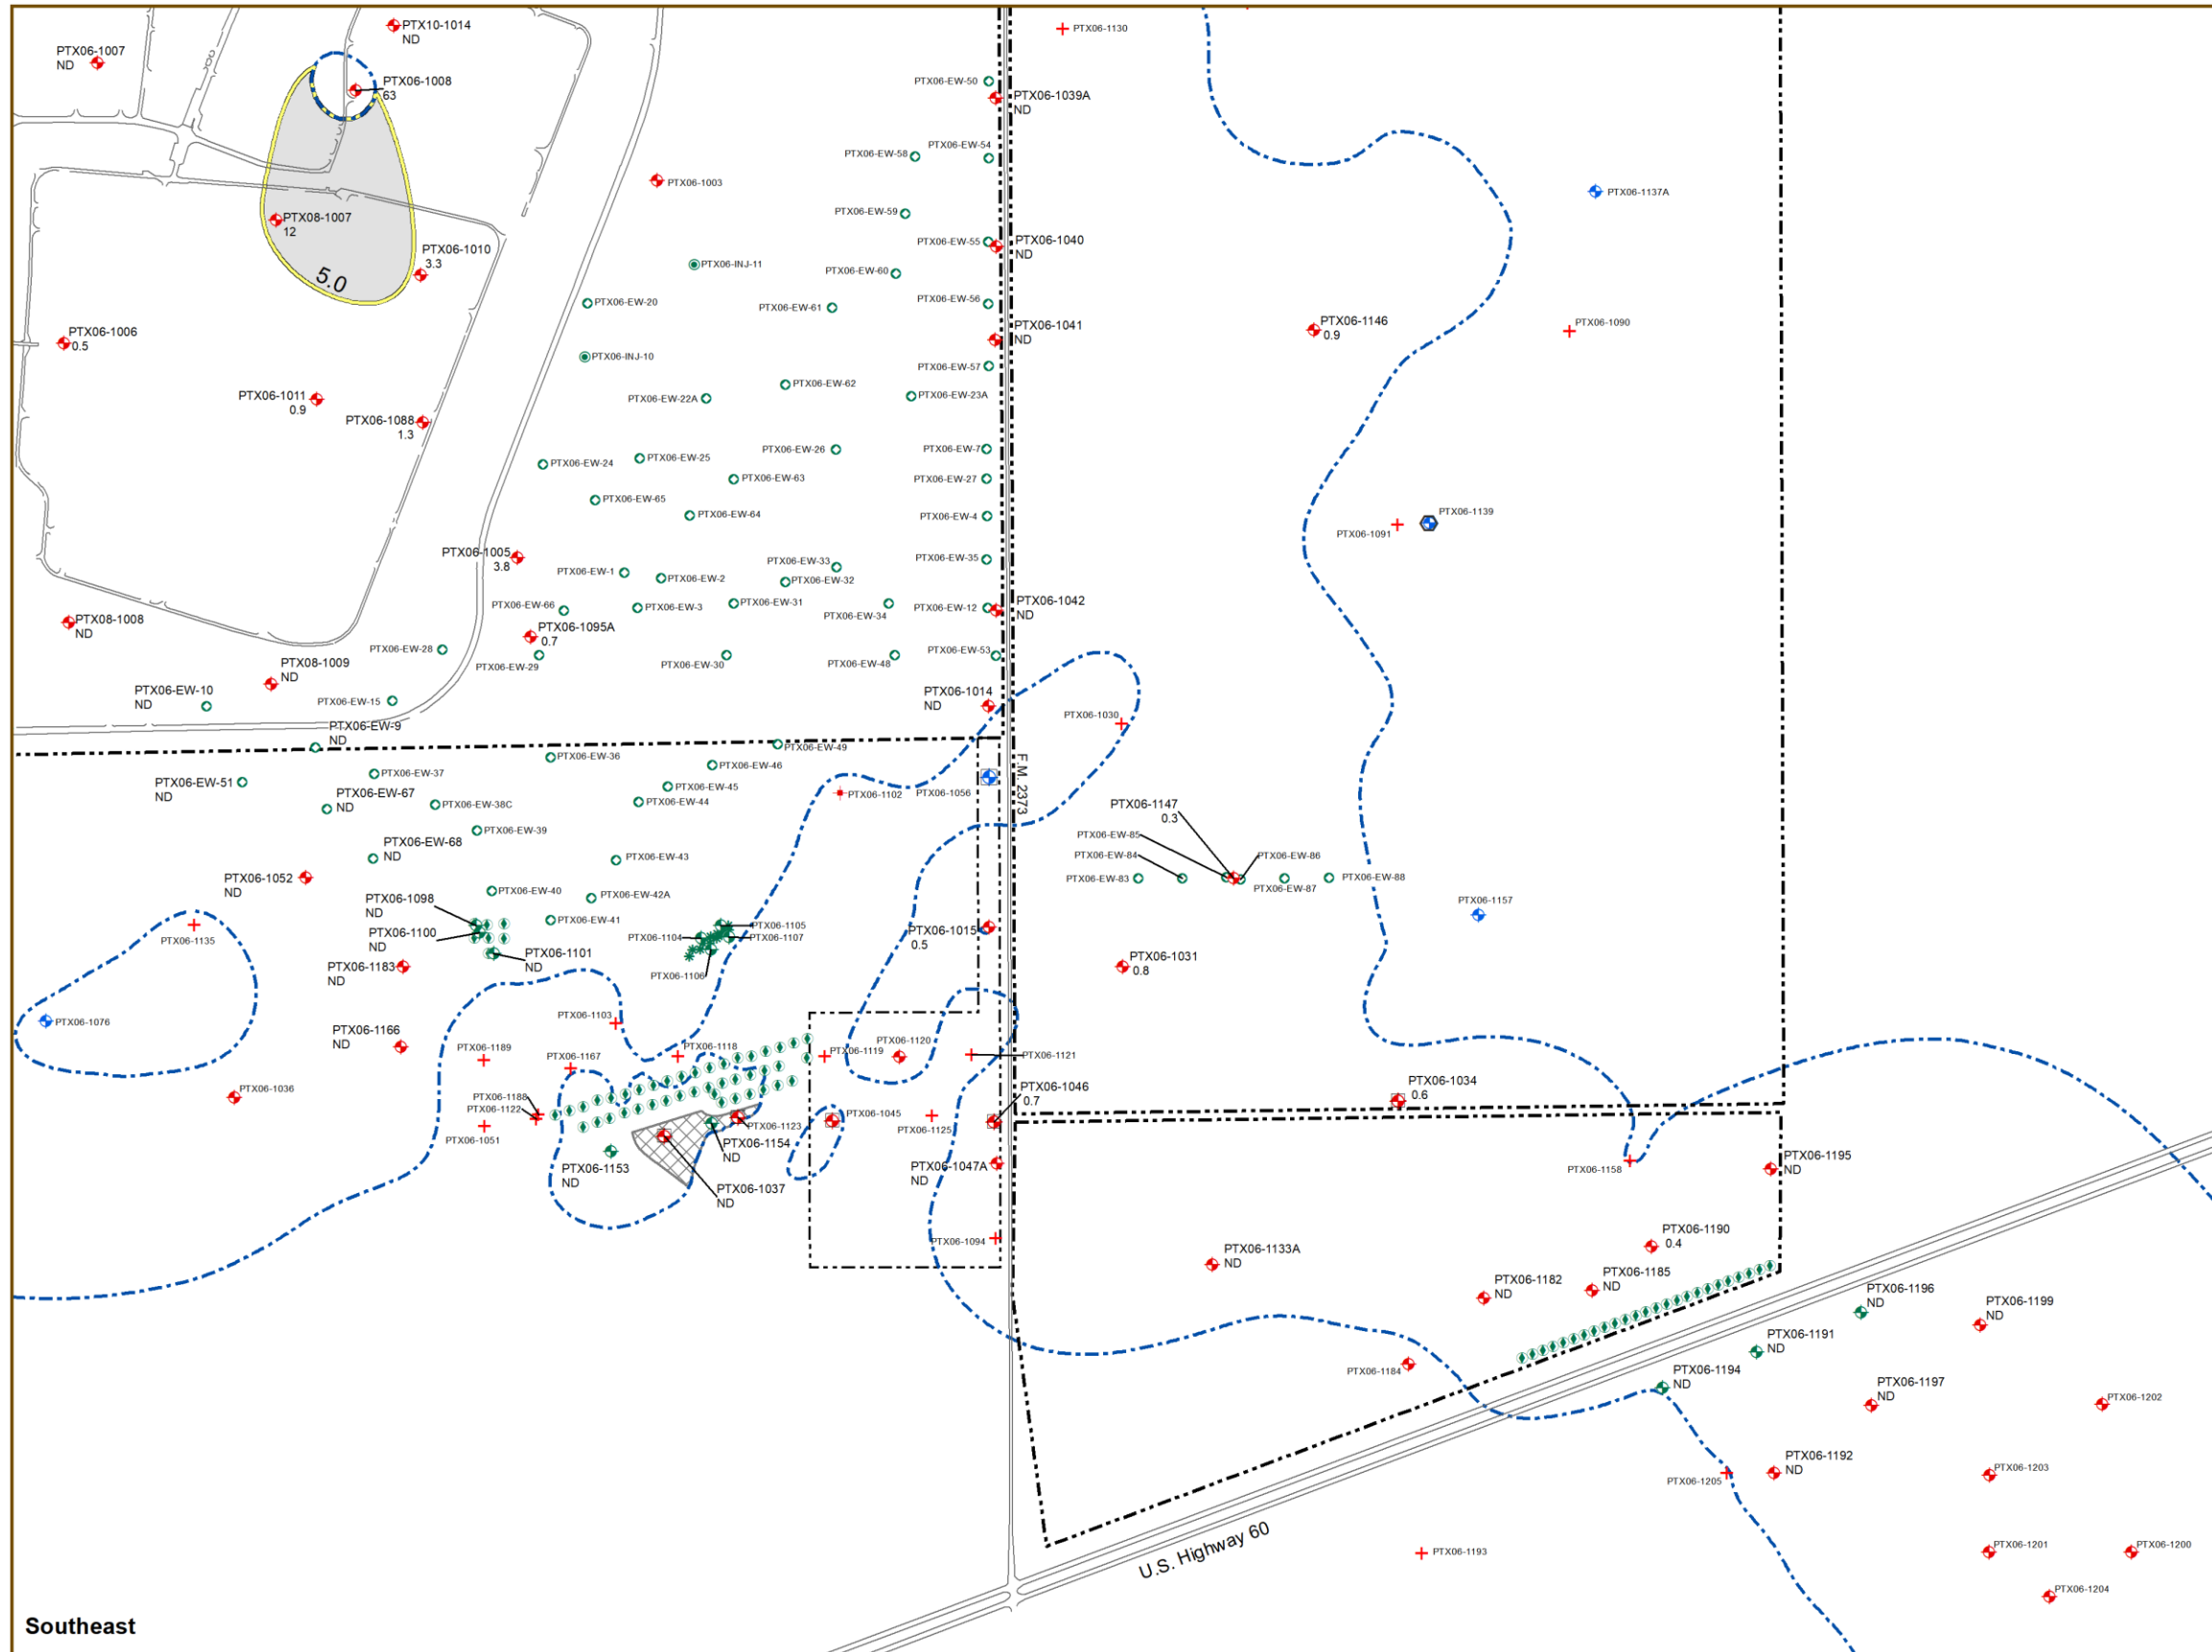 PTX10-1014
ND
PTX06-1007
ND
PTX06-1008
63
PTX06-1130
PTX06-EW-50
PTX06-1039A
ND
PTX06-EW-54
PTX06-EW-58
PTX06-1003
PTX06-1137A
PTX06-EW-59
PTX08-1007
12
PTX06-EW-55
PTX06-1040
ND
PTX06-1010
3.3
PTX06-INJ-11
PTX06-EW-60
5.0
PTX06-EW-20
PTX06-EW-61
PTX06-EW-56
PTX06-1006
0.5
PTX06-1041
ND
PTX06-1146
0.9
PTX06-1090
PTX06-INJ-10
PTX06-EW-57
PTX06-EW-62
PTX06-1011
0.9
PTX06-EW-22A
PTX06-EW-23A
PTX06-1088
1.3
PTX06-EW-26
PTX06-EW-7
PTX06-EW-24
PTX06-EW-25
PTX06-EW-63
PTX06-EW-27
PTX06-EW-65
PTX06-EW-64
PTX06-EW-4
PTX06-1139
PTX06-1091
PTX06-1005
3.8
PTX06-EW-33
PTX06-EW-35
PTX06-EW-1
PTX06-EW-2
PTX06-EW-32
PTX06-EW-66
PTX06-EW-3
PTX06-EW-31
PTX06-EW-34
PTX06-EW-12
PTX06-1042
ND
PTX08-1008
ND
PTX06-1095A
0.7
PTX06-EW-28
PTX06-EW-29
PTX06-EW-30
PTX06-EW-48
PTX06-EW-53
PTX08-1009
ND
PTX06-EW-10
ND
PTX06-EW-15
PTX06-1014
ND
PTX06-1030
PTX06-EW-9
ND
PTX06-EW-49
PTX06-EW-36
PTX06-EW-46
F.M. 2373
PTX06-EW-51
ND
PTX06-EW-37
PTX06-EW-45
PTX06-1102
PTX06-1056
PTX06-EW-67
ND
PTX06-EW-38C
PTX06-EW-44
PTX06-1147
0.3
PTX06-EW-39
PTX06-EW-85
PTX06-EW-68
ND
PTX06-EW-43
PTX06-EW-84
PTX06-EW-86
PTX06-1052
ND
PTX06-EW-83
PTX06-EW-87
PTX06-EW-88
PTX06-EW-40
PTX06-EW-42A
PTX06-1098
ND
PTX06-1157
PTX06-EW-41
PTX06-1105
PTX06-1100
ND
PTX06-1104
PTX06-1107
PTX06-1015
0.5
PTX06-1135
PTX06-1101
ND
PTX06-1183
ND
PTX06-1106
PTX06-1031
0.8
PTX06-1103
PTX06-1076
PTX06-1166
ND
PTX06-1189
PTX06-1167
PTX06-1118
PTX06-1119
PTX06-1120
PTX06-1121
PTX06-1036
PTX06-1188
PTX06-1122
PTX06-1046
0.7
PTX06-1034
0.6
PTX06-1045
PTX06-1125
PTX06-1123
PTX06-1051
PTX06-1154
ND
PTX06-1153
ND
PTX06-1047A
ND
PTX06-1158
PTX06-1195
ND
PTX06-1037
ND
PTX06-1094
PTX06-1133A
ND
PTX06-1190
0.4
PTX06-1182
ND
PTX06-1185
ND
PTX06-1196
ND
PTX06-1199
ND
PTX06-1191
ND
PTX06-1184
PTX06-1194
ND
PTX06-1197
ND
PTX06-1202
PTX06-1192
ND
PTX06-1203
PTX06-1205
U.S. Highway 60
PTX06-1193
PTX06-1201
PTX06-1200
PTX06-1204
Southeast